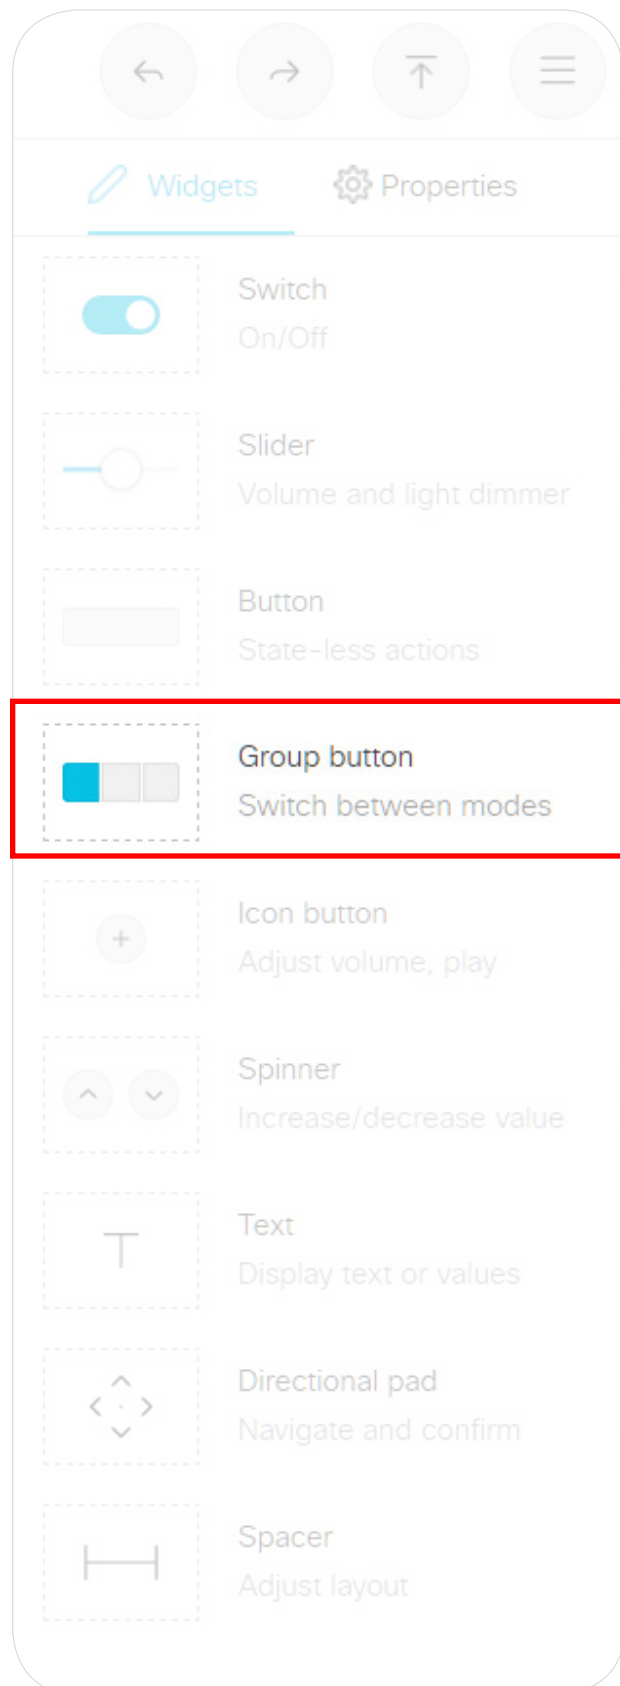 Widgets
Properties
Switch
On/Off
Slider
Volume and light dimmer
Button
State-less actions
Group button
Switch between modes
Icon button
Adjust volume, play
Spinner
Increase/decrease value
Text
Display text or values
Directional pad
Navigate and confirm
Spacer
Adjust layout